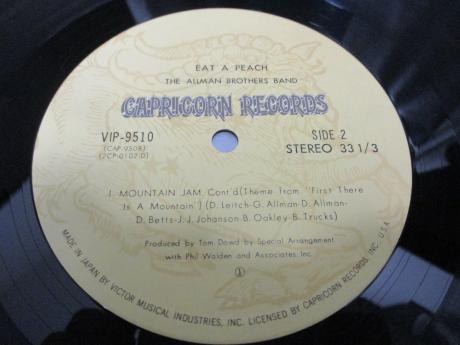 EAT A PEACH
THE ALLMAN BROTHERS BAND
CAPRICORN RECORDS
VIP-9510
(CAP-9508)
(2CP-0102 D)
SIDE 2
STEREO 33 1/3
1. MOUNTAIN JAM Cont'd (Theme from "First There
Is A Mountain") (D. Leitch-G. Allman-D. Allman-
D. Betts-J. J. Johanson-B. Oakley-B. Trucks)
Produced by Tom Dowd by Special Arrangement
with Phil Walden and Associates Inc.
MADE IN JAPAN BY VICTOR MUSICAL INDUSTRIES, INC. LICENSED BY CAPRICORN RECORDS, INC. U.S.A.